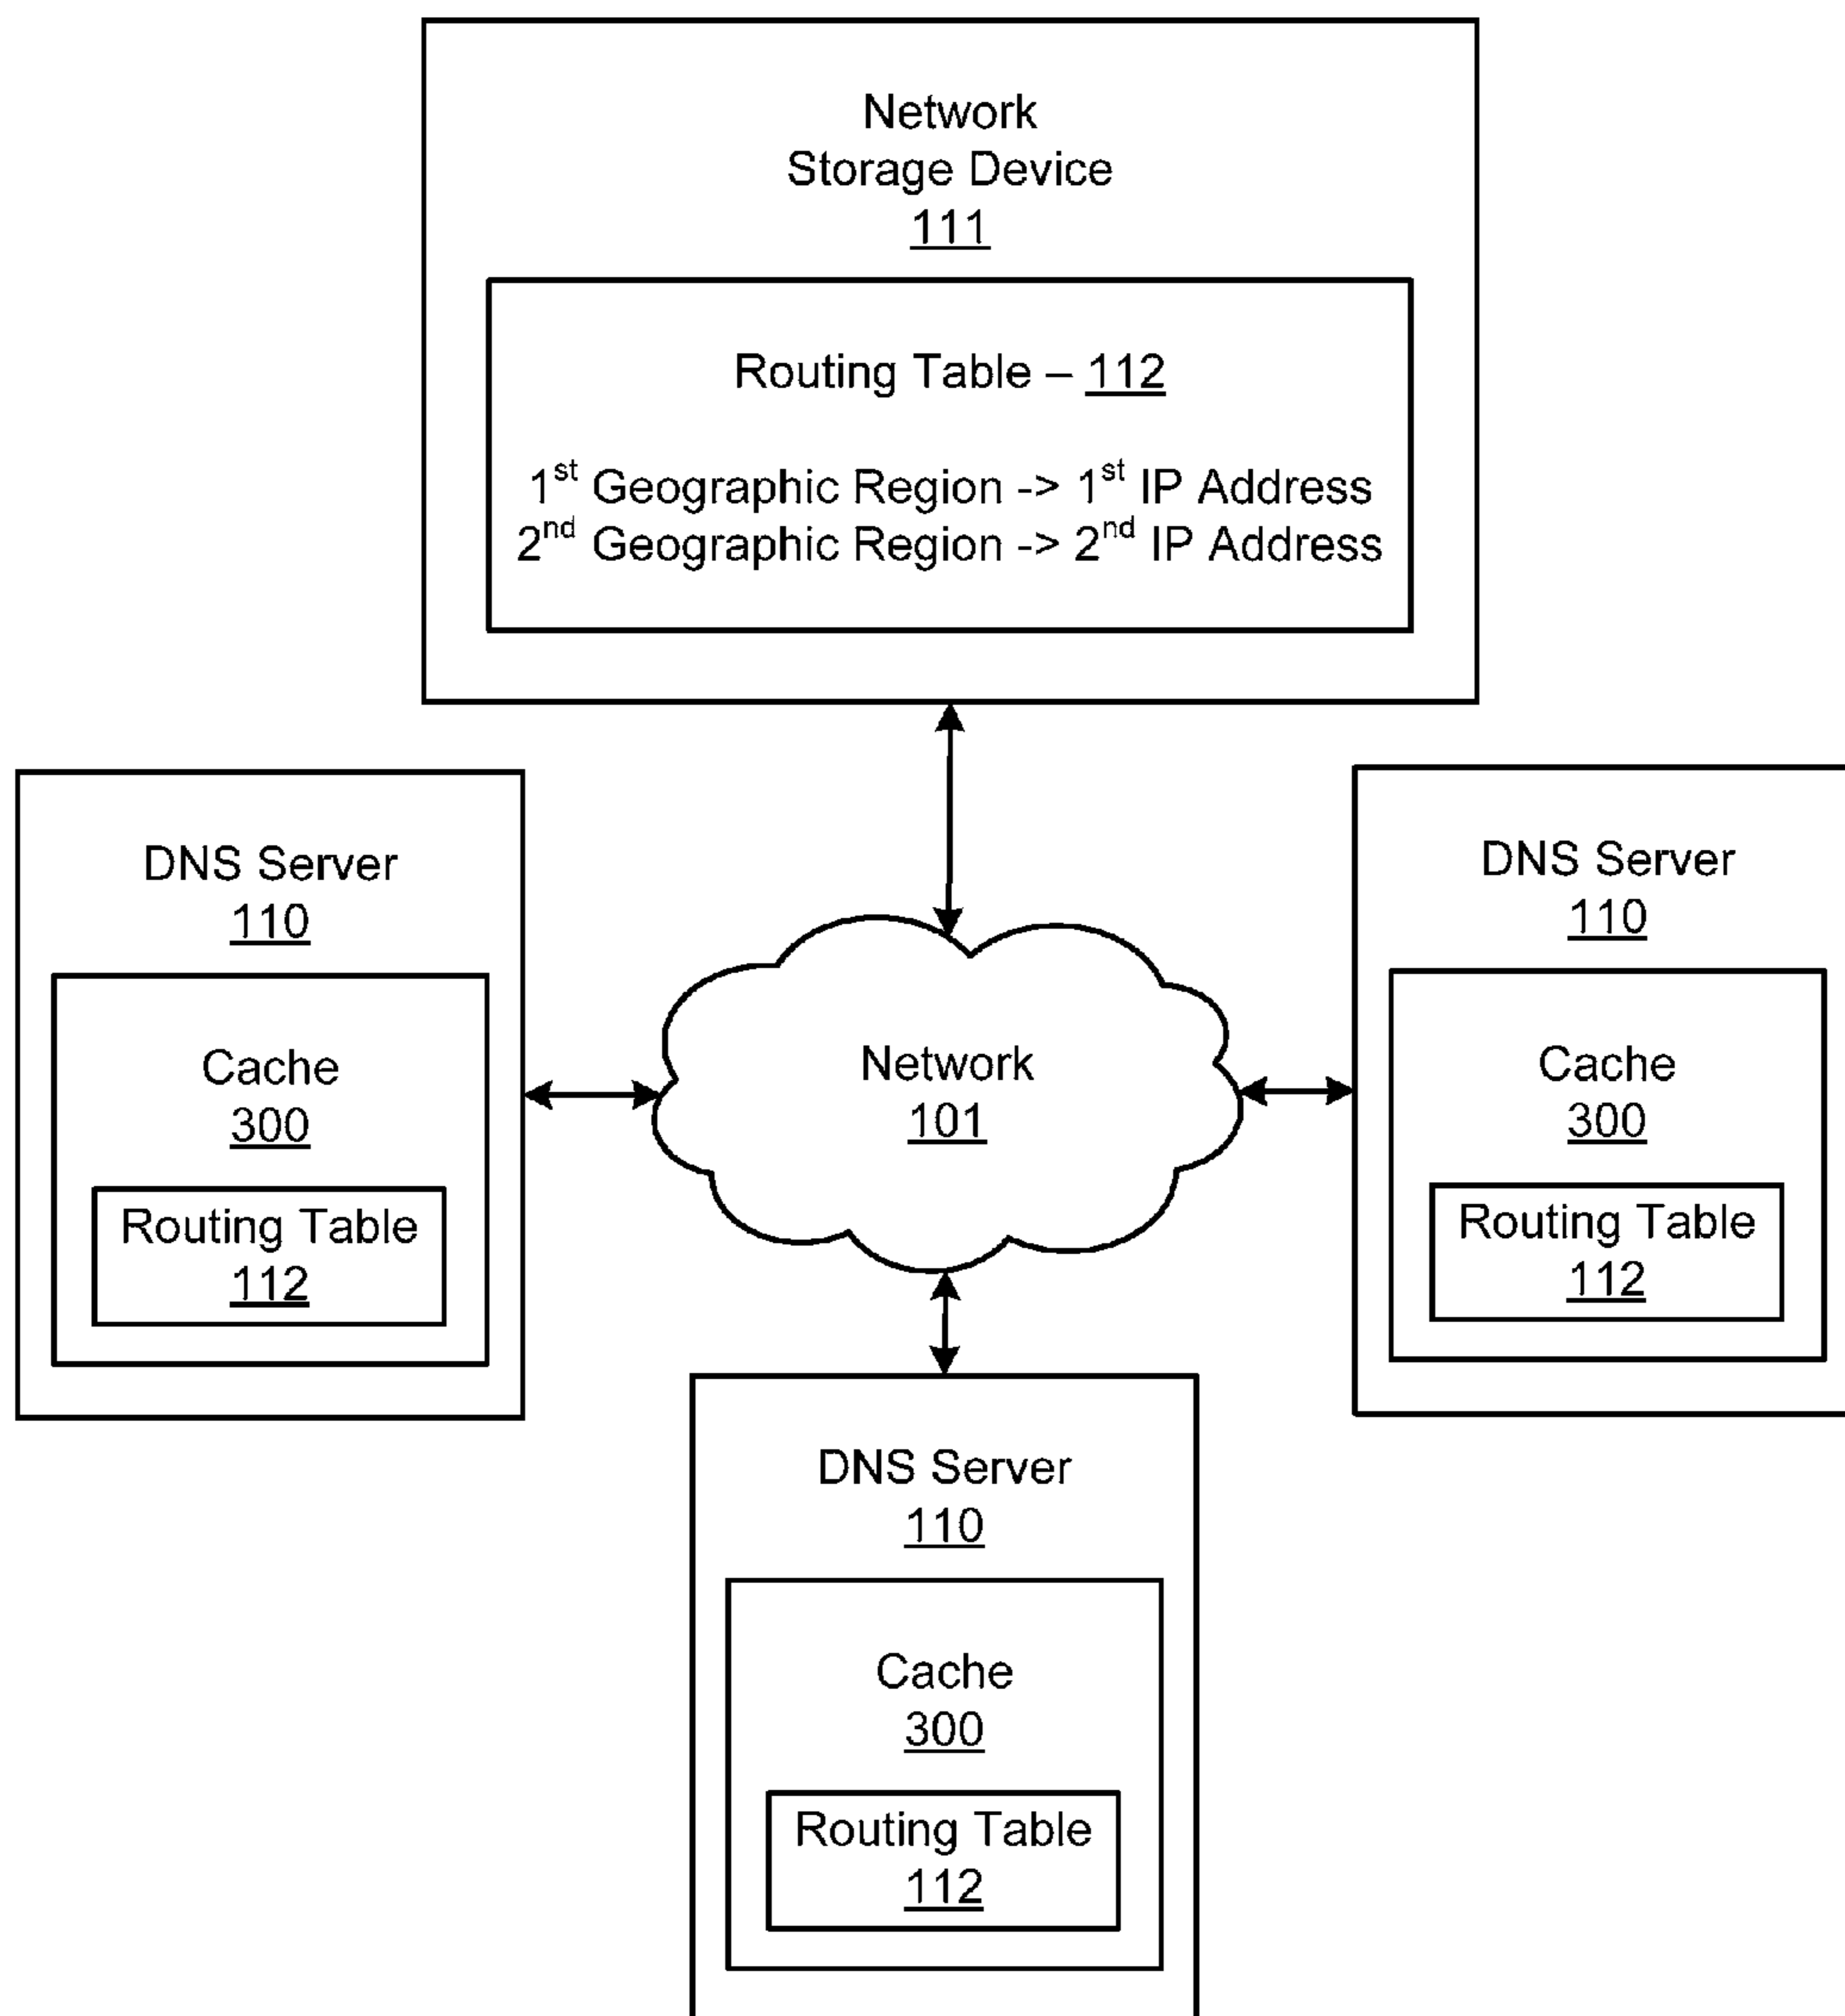 Network
Storage Device
111
Routing Table – 112
1st Geographic Region -> 1st IP Address
2nd Geographic Region -> 2nd IP Address
DNS Server
110
Cache
300
Routing Table
112
Network
101
DNS Server
110
Cache
300
Routing Table
112
DNS Server
110
Cache
300
Routing Table
112